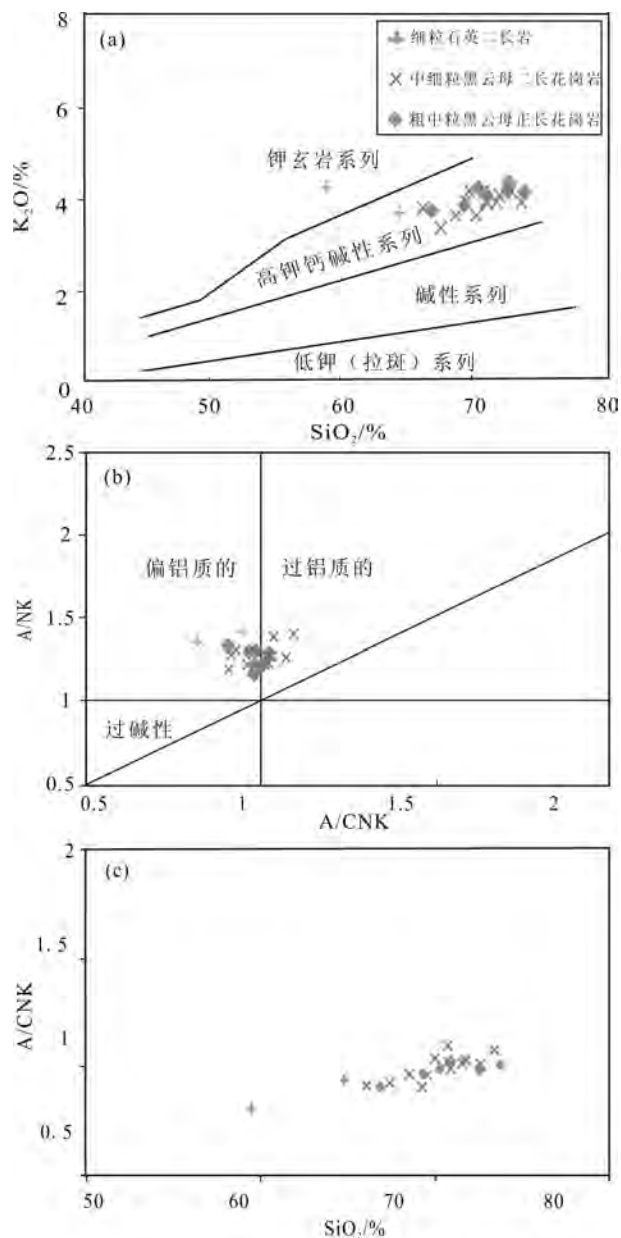 (a)
细粒石英二长岩
中细粒黑云母二长花岗岩
粗中粒黑云母正长花岗岩
钾玄岩系列
高钾钙碱性系列
碱性系列
低钾（拉斑）系列
K₂O/%
8
6
4
2
0
40 50 60 70 80
SiO₂/%
(b)
偏铝质的 过铝质的
过碱性
A/NK
2.5
2
1.5
1
0.5
0.5 1 1.5 2
A/CNK
(c)
A/CNK
2
1.5
1
0.5
50 60 70 80
SiO₂/%